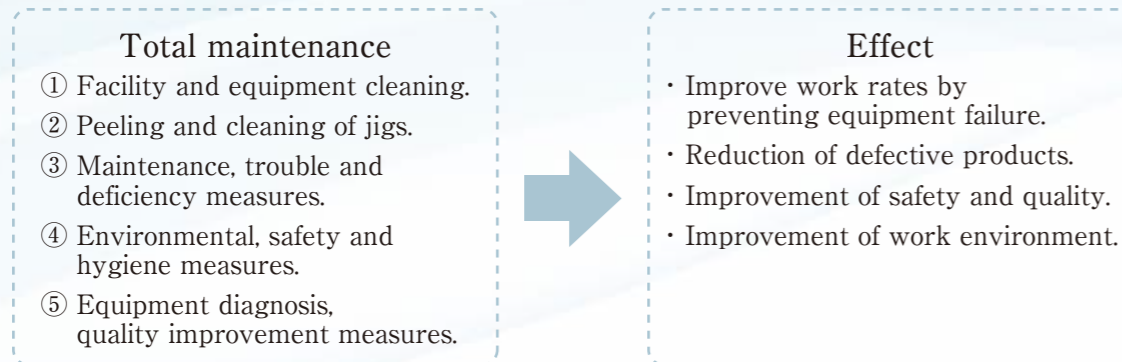 Total maintenance
① Facility and equipment cleaning.
② Peeling and cleaning of jigs.
③ Maintenance, trouble and
deficiency measures.
④ Environmental, safety and
hygiene measures.
⑤ Equipment diagnosis,
quality improvement measures.
Effect
・Improve work rates by
preventing equipment failure.
・Reduction of defective products.
・Improvement of safety and quality.
・Improvement of work environment.